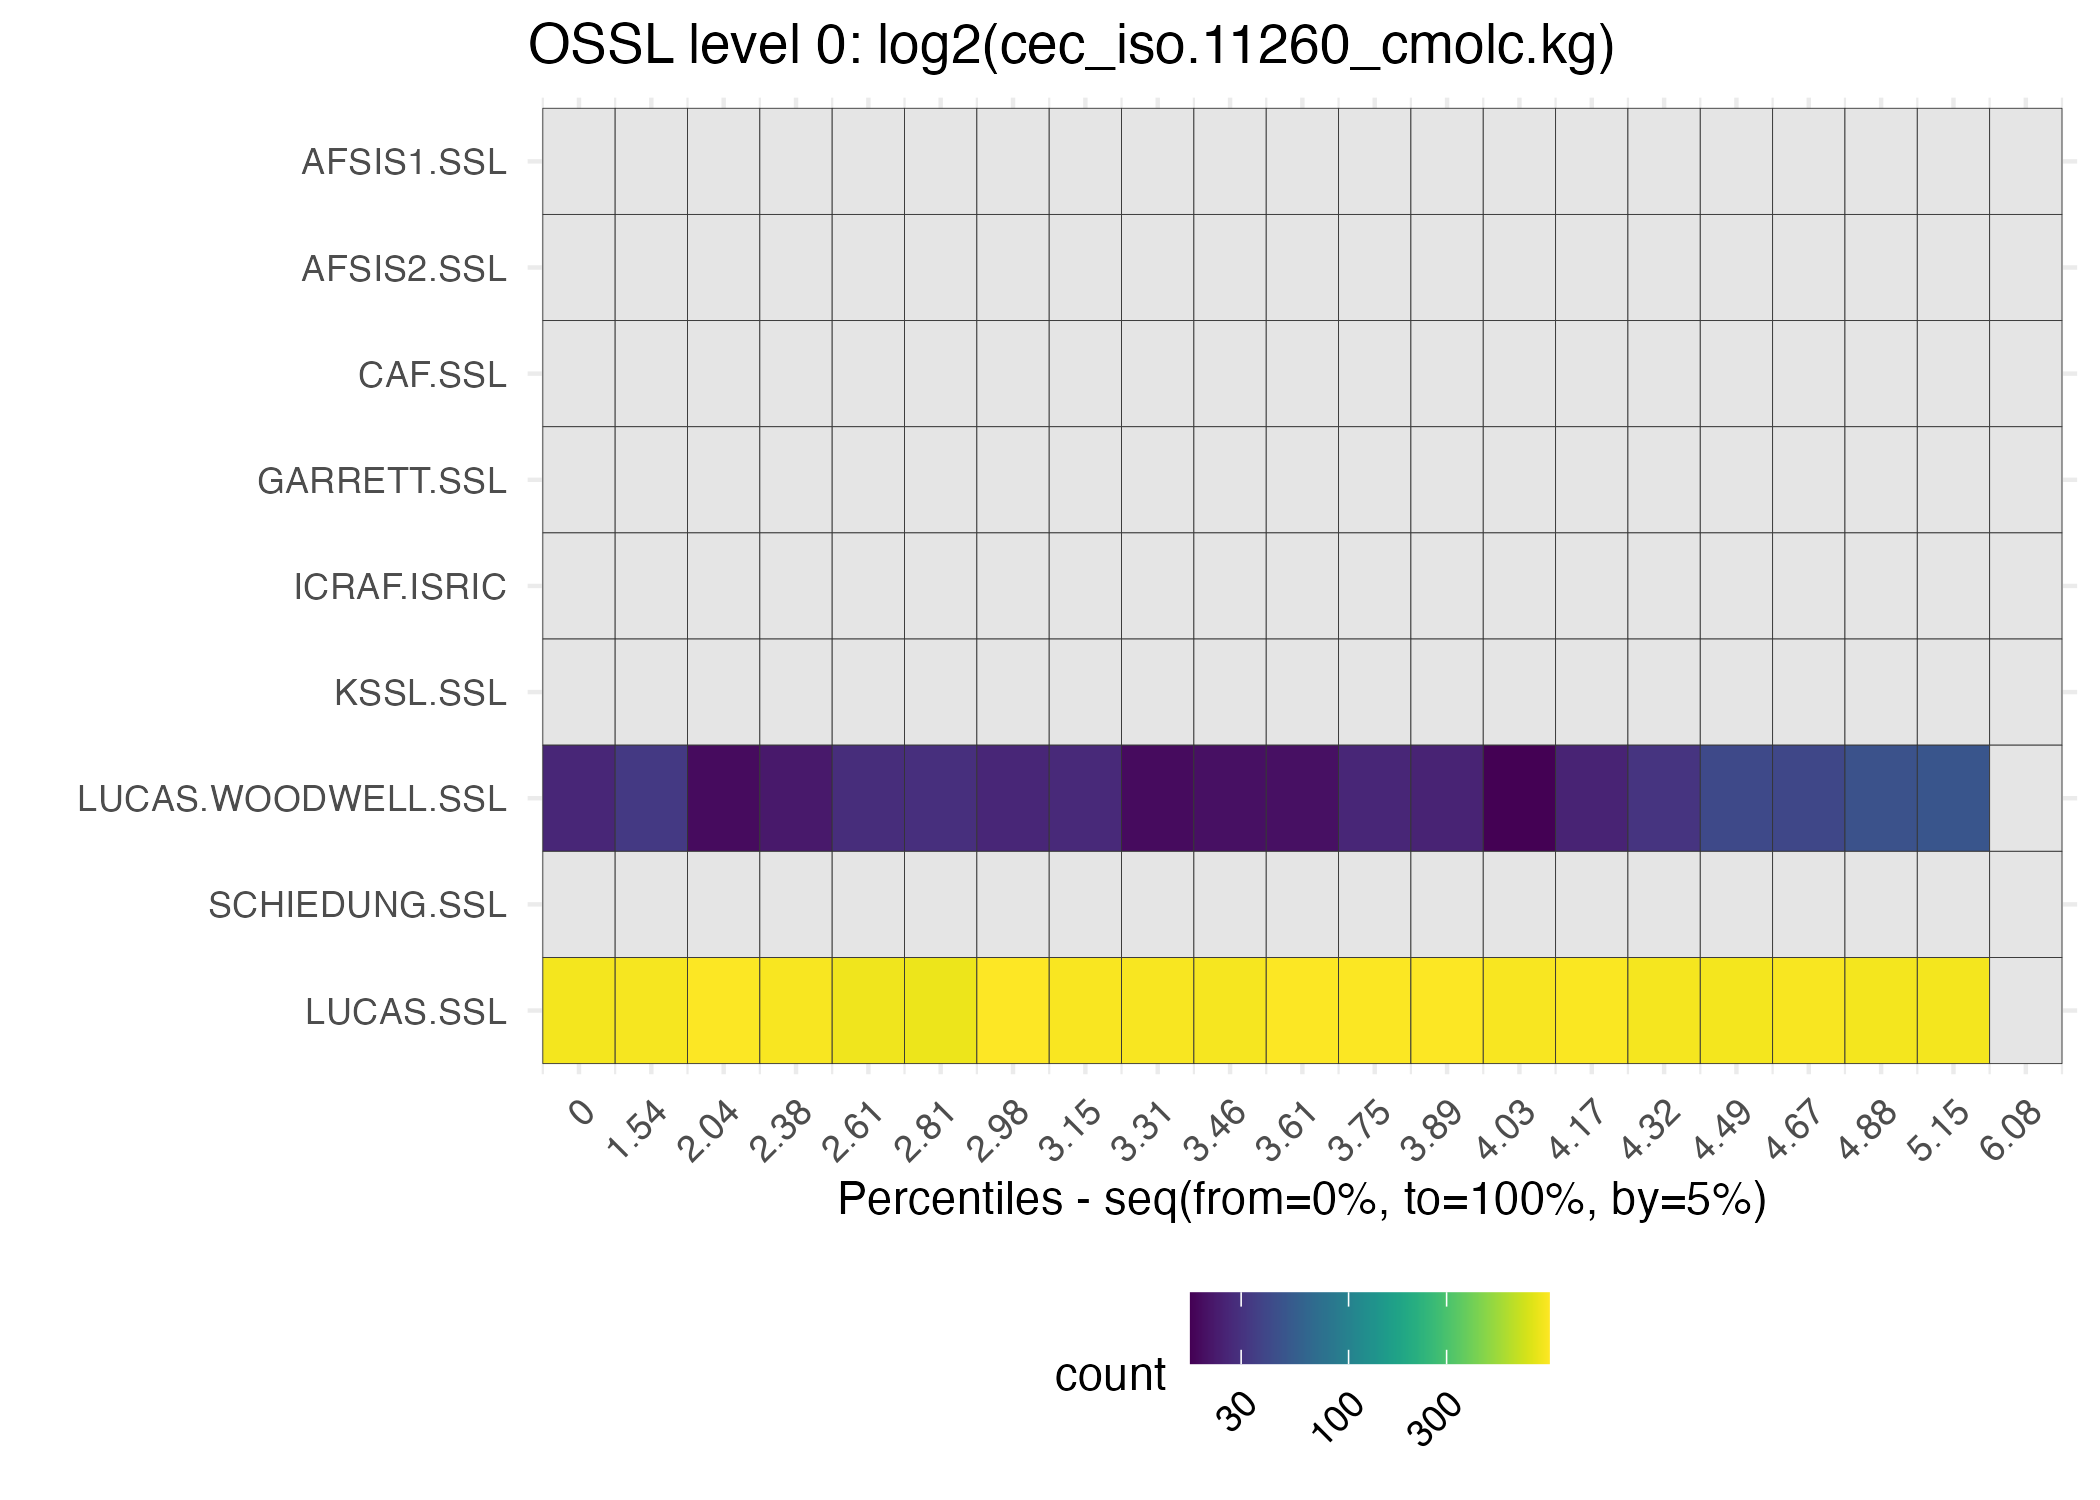 OSSL level 0: log2(cec_iso.11260_cmolc.kg)
AFSIS1.SSL
AFSIS2.SSL
CAF.SSL
GARRETT.SSL
ICRAF.ISRIC
KSSL.SSL
LUCAS.WOODWELL.SSL
SCHIEDUNG.SSL
LUCAS.SSL
0 1.54 2.04 2.38 2.61 2.81 2.98 3.15 3.31 3.46 3.61 3.75 3.89 4.03 4.17 4.32 4.49 4.67 4.88 5.15 6.08
Percentiles - seq(from=0%, to=100%, by=5%)
count
30 100 300